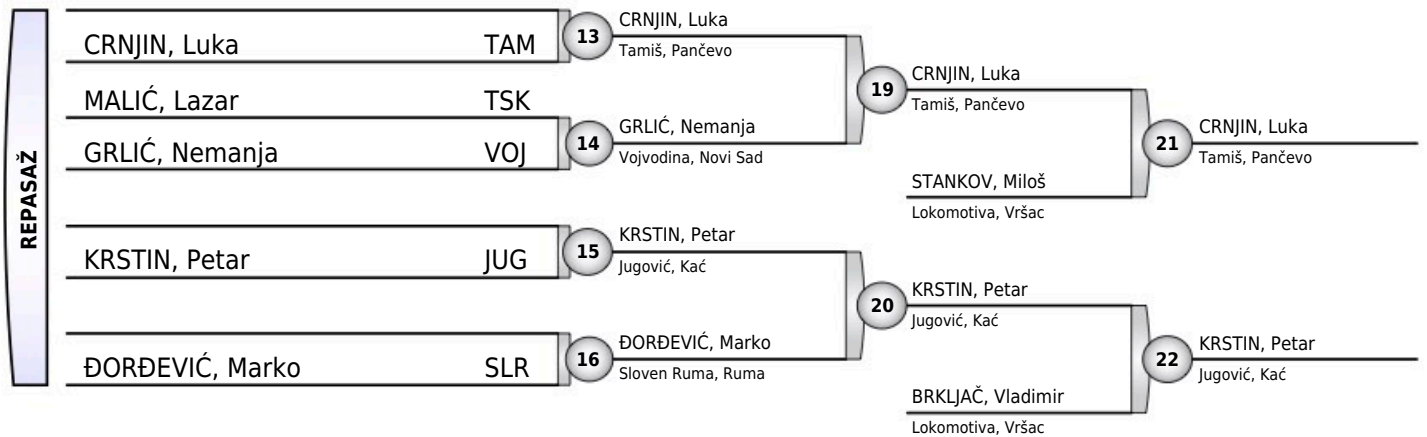 REPASAŽ
CRNJIN, Luka TAM
MALIĆ, Lazar TSK
GRLIĆ, Nemanja VOJ
KRSTIN, Petar JUG
ĐORĐEVIĆ, Marko SLR
13
CRNJIN, Luka
Tamiš, Pančevo
14
GRLIĆ, Nemanja
Vojvodina, Novi Sad
15
KRSTIN, Petar
Jugović, Kać
16
ĐORĐEVIĆ, Marko
Sloven Ruma, Ruma
19
CRNJIN, Luka
Tamiš, Pančevo
STANKOV, Miloš
Lokomotiva, Vršac
20
KRSTIN, Petar
Jugović, Kać
BRKLJAČ, Vladimir
Lokomotiva, Vršac
21
CRNJIN, Luka
Tamiš, Pančevo
22
KRSTIN, Petar
Jugović, Kać